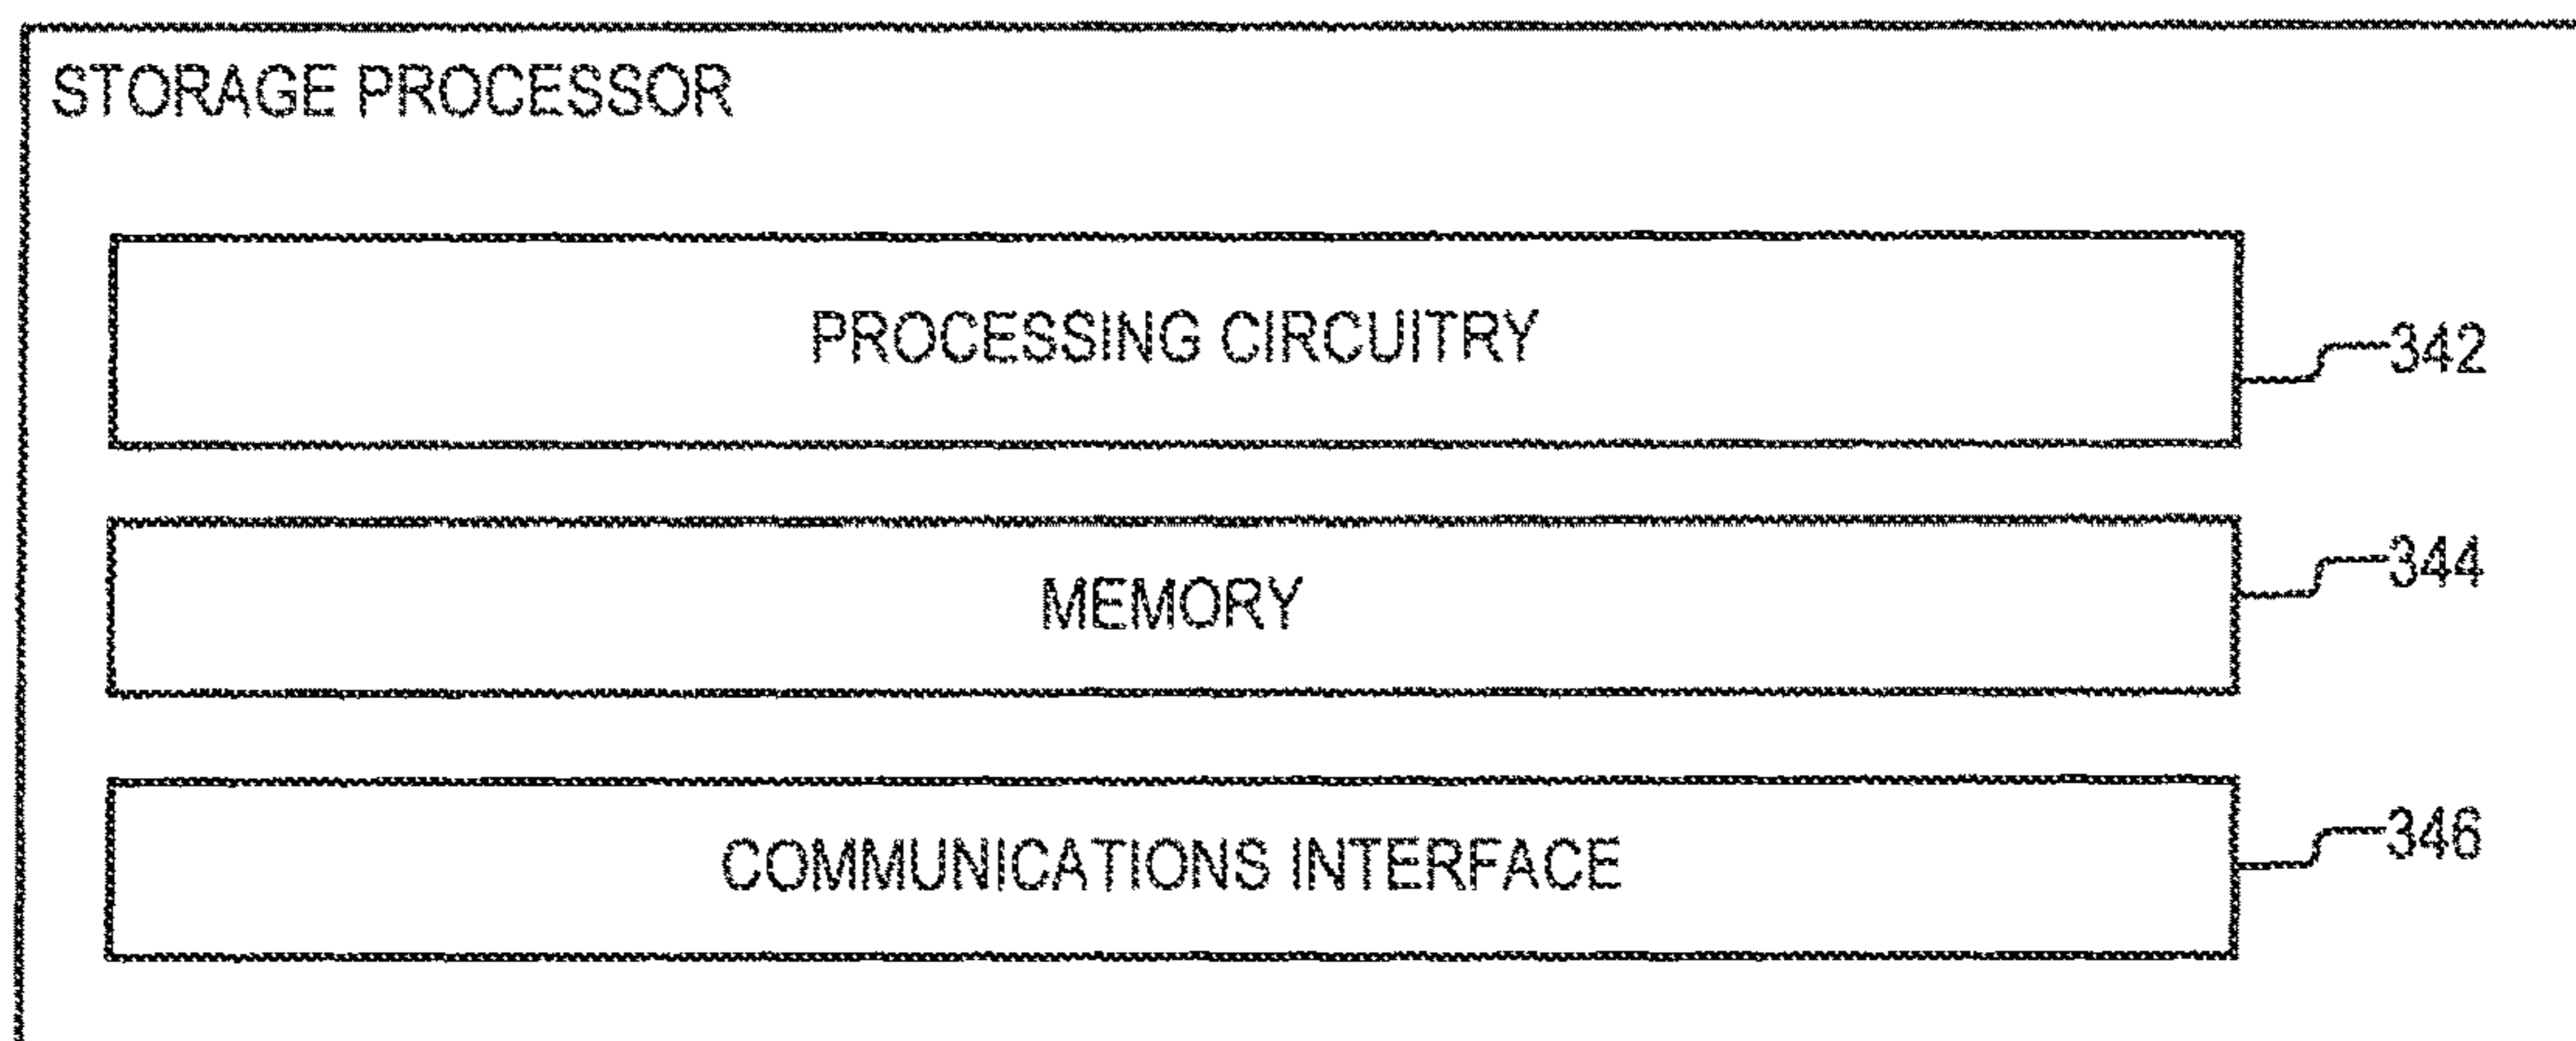 STORAGE PROCESSOR
PROCESSING CIRCUITRY
342
MEMORY
344
COMMUNICATIONS INTERFACE
346